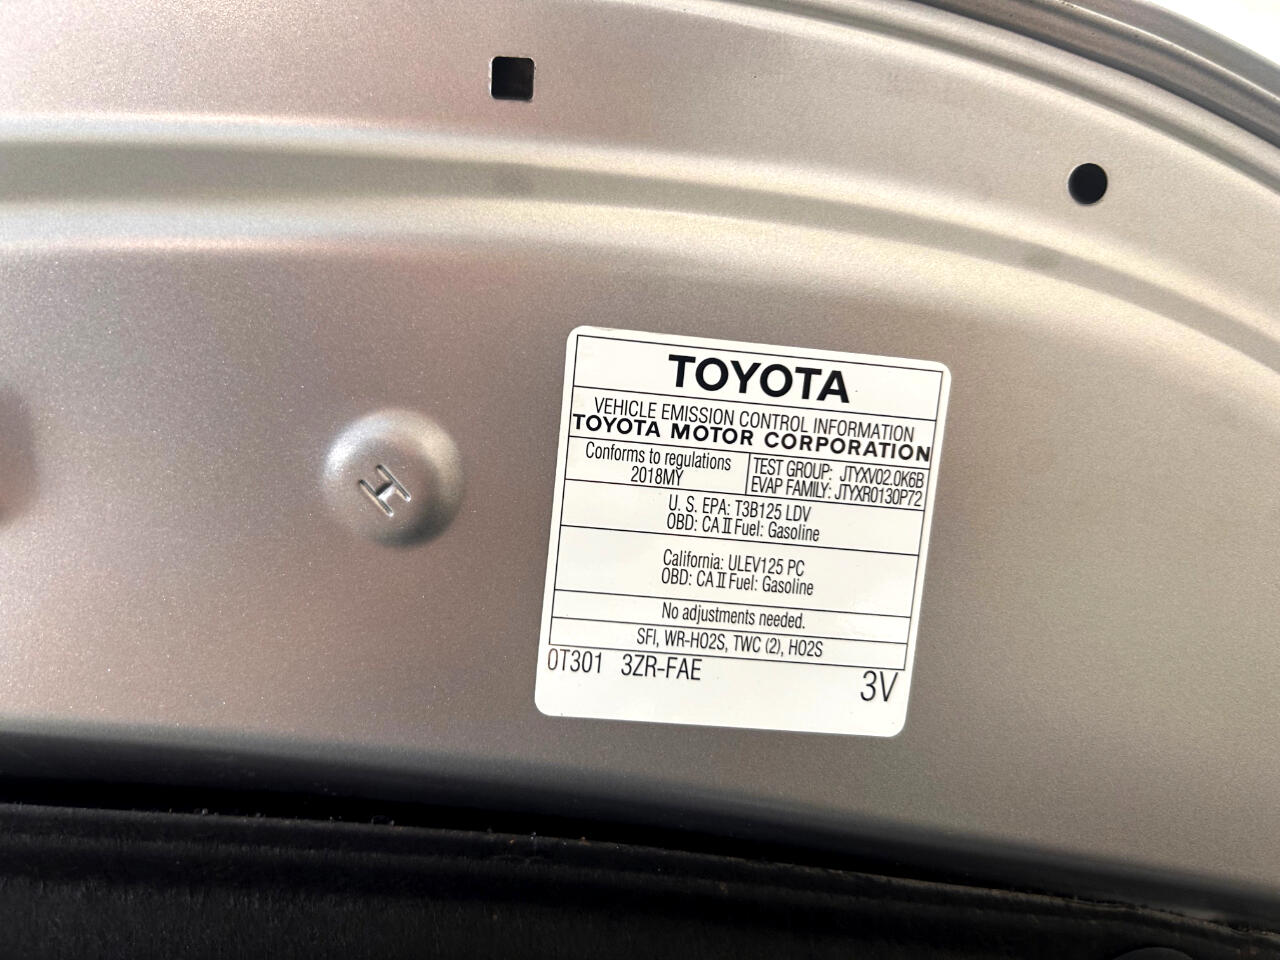 TOYOTA
VEHICLE EMISSION CONTROL INFORMATION
TOYOTA MOTOR CORPORATION
Conforms to regulations
2018MY
TEST GROUP: JTYXV02.0K6B
EVAP FAMILY: JTYXR0130P72
U. S. EPA: T3B125 LDV
OBD: CA II Fuel: Gasoline
California: ULEV125 PC
OBD: CA II Fuel: Gasoline
No adjustments needed.
SFI, WR-HO2S, TWC (2), HO2S
0T301 3ZR-FAE 3V
H